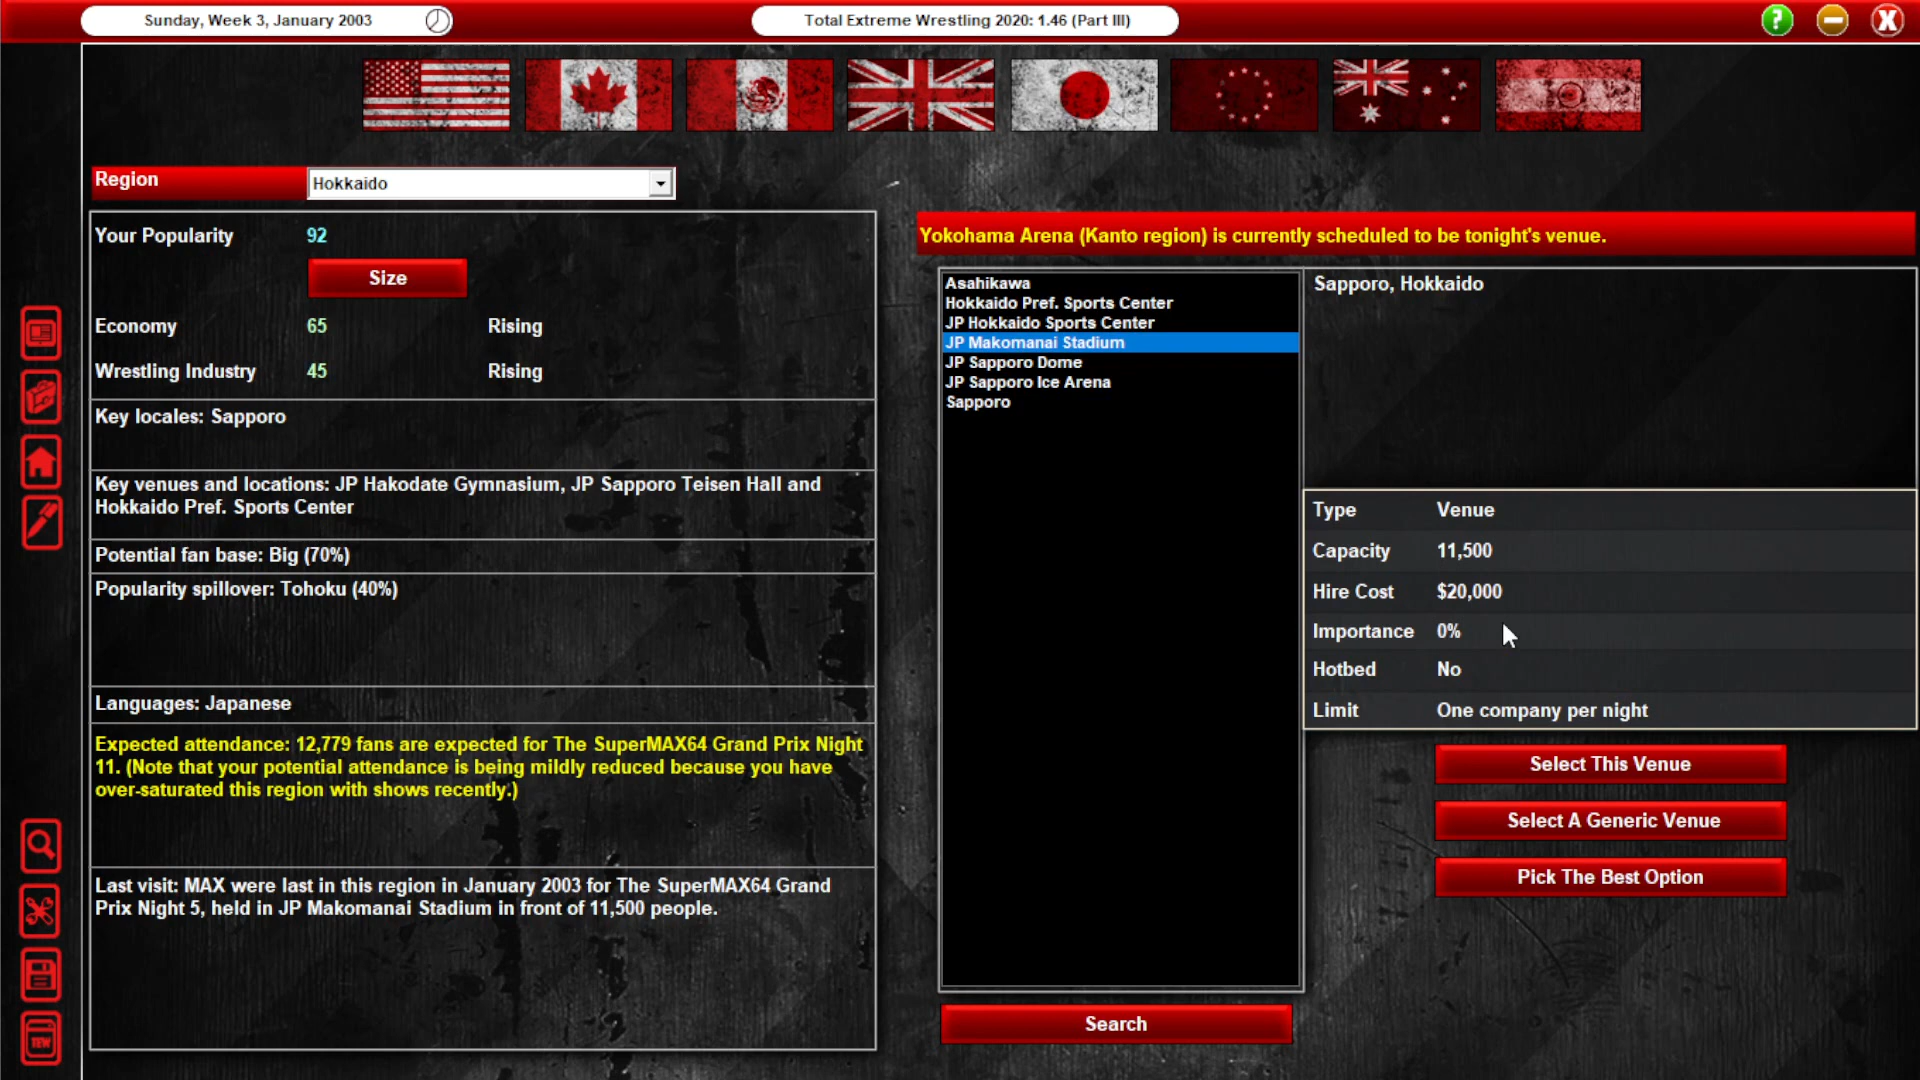 Sunday, Week 3, January 2003
Total Extreme Wrestling 2020: 1.46 (Part III)
?
X
Region
Hokkaido
Your Popularity 92
Size
Economy 65 Rising
Wrestling Industry 45 Rising
Key locales: Sapporo
Key venues and locations: JP Hakodate Gymnasium, JP Sapporo Teisen Hall and
Hokkaido Pref. Sports Center
Potential fan base: Big (70%)
Popularity spillover: Tohoku (40%)
Languages: Japanese
Expected attendance: 12,779 fans are expected for The SuperMAX64 Grand Prix Night
11. (Note that your potential attendance is being mildly reduced because you have
over-saturated this region with shows recently.)
Last visit: MAX were last in this region in January 2003 for The SuperMAX64 Grand
Prix Night 5, held in JP Makomanai Stadium in front of 11,500 people.
Yokohama Arena (Kanto region) is currently scheduled to be tonight's venue.
Asahikawa
Hokkaido Pref. Sports Center
JP Hokkaido Sports Center
JP Makomanai Stadium
JP Sapporo Dome
JP Sapporo Ice Arena
Sapporo
Search
Sapporo, Hokkaido
Type Venue
Capacity 11,500
Hire Cost $20,000
Importance 0%
Hotbed No
Limit One company per night
Select This Venue
Select A Generic Venue
Pick The Best Option
TEW